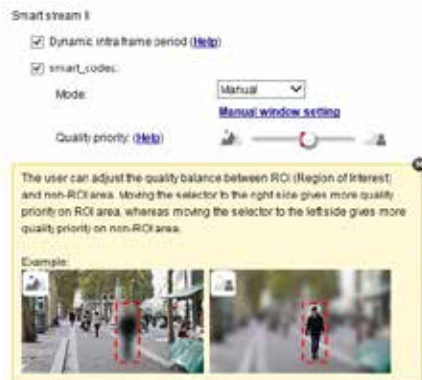 Smart stream II
Dynamic intra frame period (Help)
smart_codec:
Mode: Manual
Manual window setting
Quality priority: (Help)
The user can adjust the quality balance between ROI (Region of Interest)
and non-ROI area. Moving the selector to the right side gives more quality
priority on ROI area, whereas moving the selector to the left side gives more
quality priority on non-ROI area.
Example: